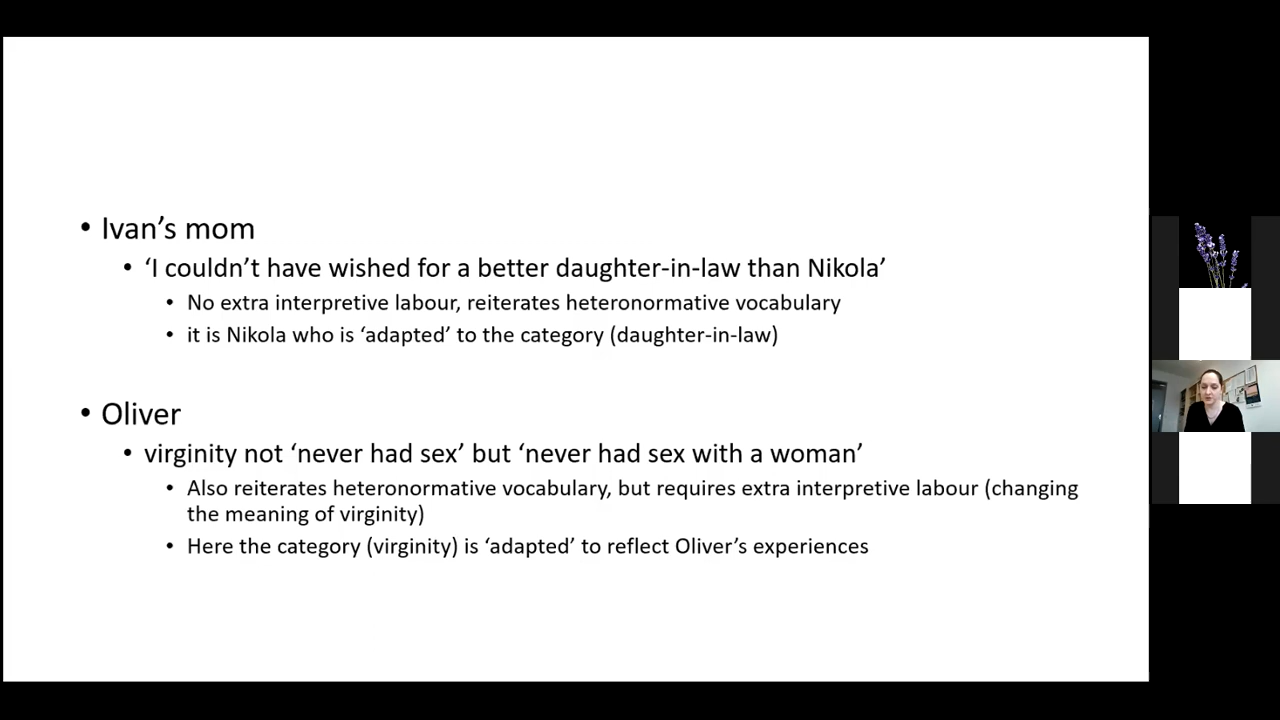 • Ivan’s mom
• ‘I couldn’t have wished for a better daughter-in-law than Nikola’
• No extra interpretive labour, reiterates heteronormative vocabulary
• it is Nikola who is ‘adapted’ to the category (daughter-in-law)
• Oliver
• virginity not ‘never had sex’ but ‘never had sex with a woman’
• Also reiterates heteronormative vocabulary, but requires extra interpretive labour (changing
the meaning of virginity)
• Here the category (virginity) is ‘adapted’ to reflect Oliver’s experiences